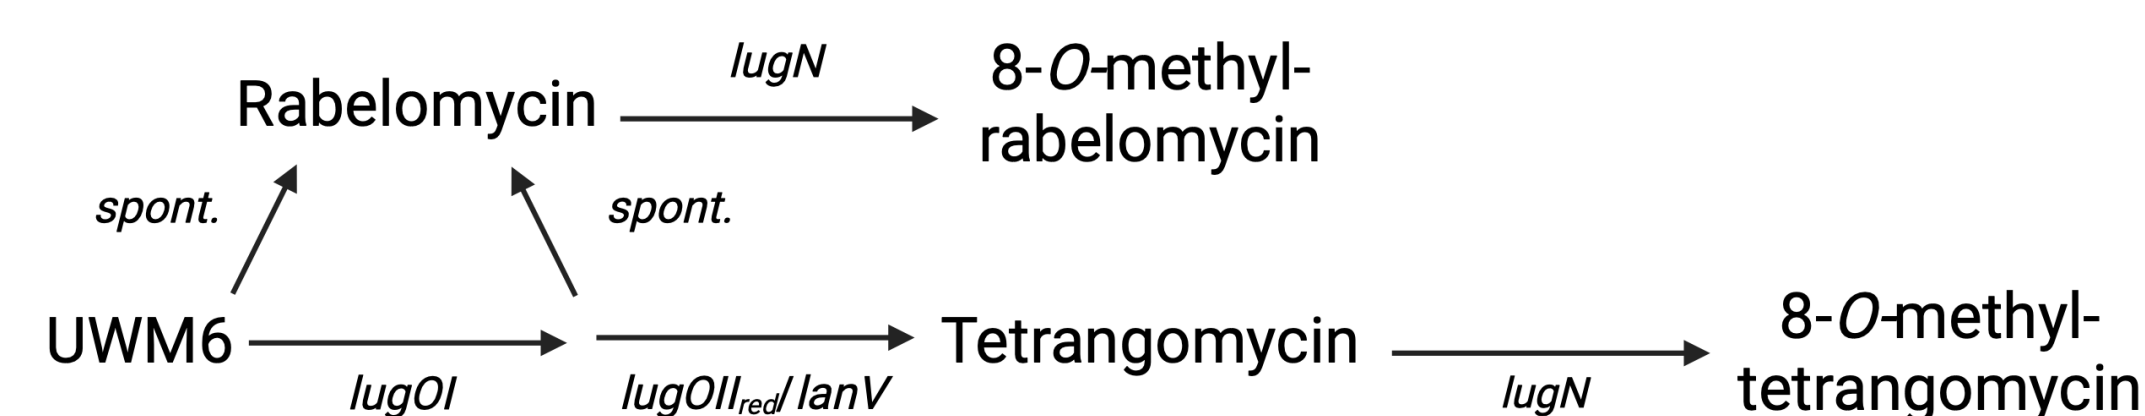 lugN
8-O-methyl-
Rabelomycin
rabelomycin
spont.
spont.
UWM6
Tetrangomycin
8-O-methyl-
tetrangomycin
lugOI
lugOIIred/lanV
lugN